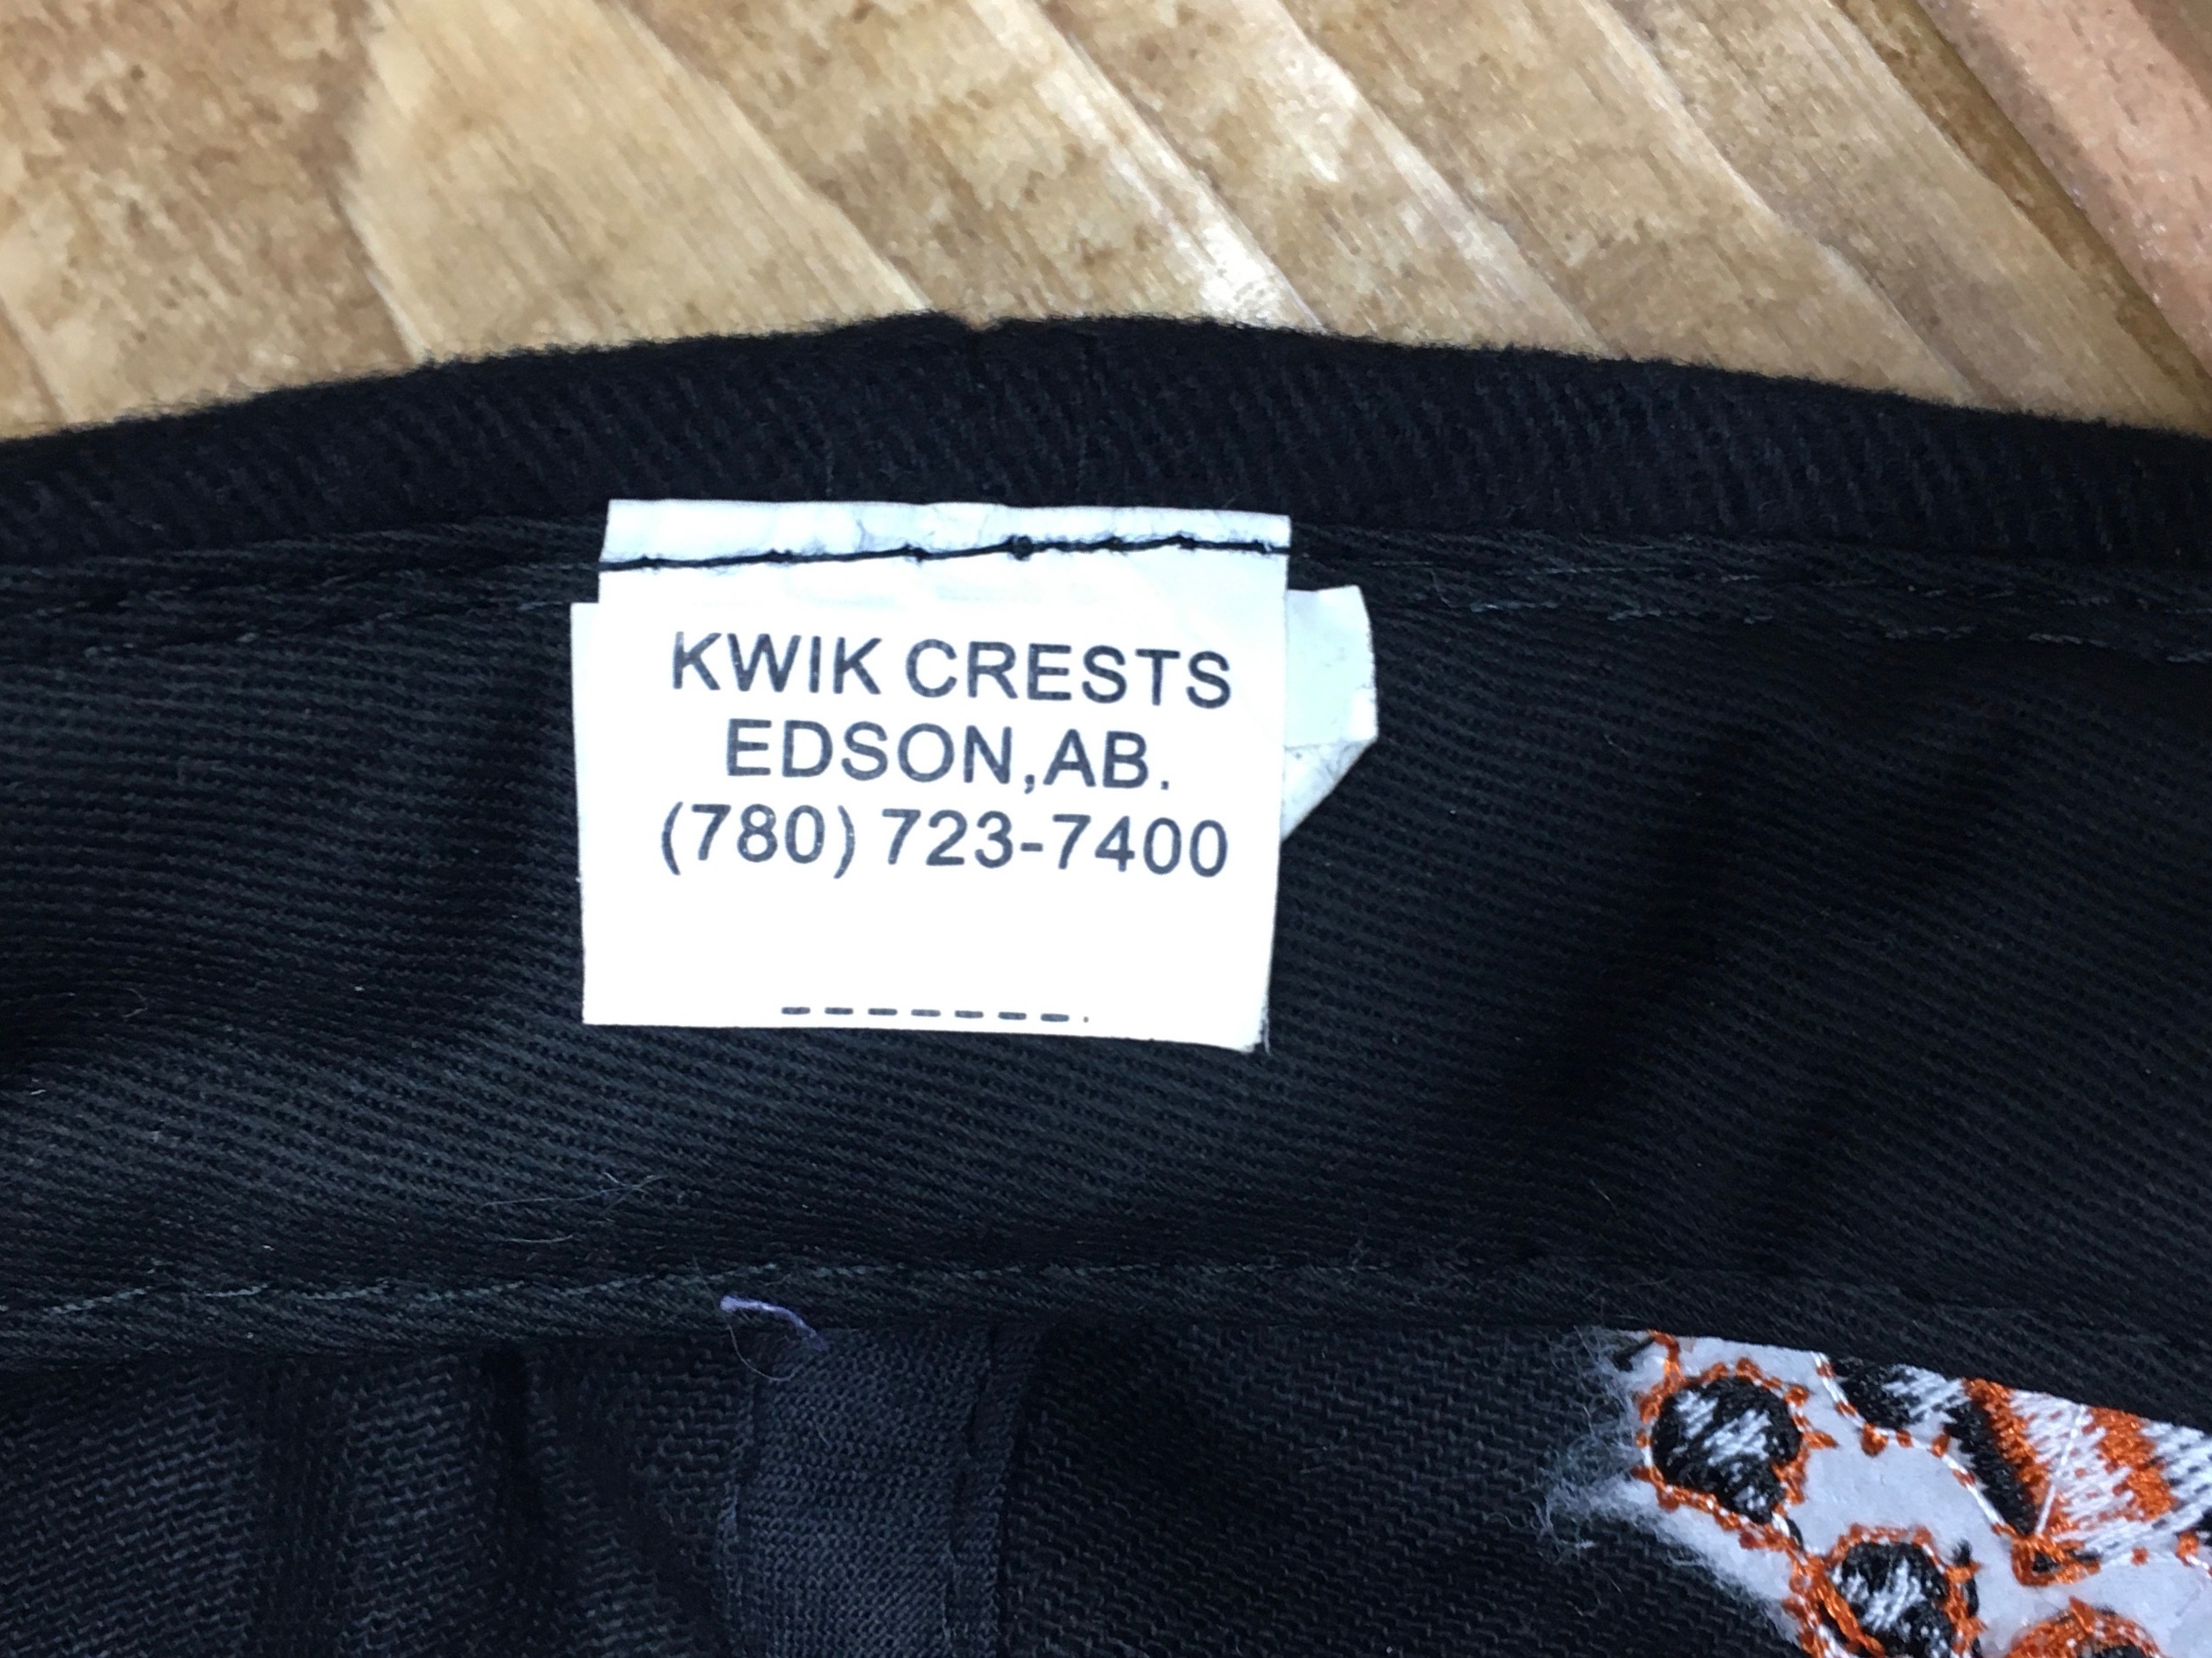 KWIK CRESTS
EDSON,AB.
(780) 723-7400
-------.